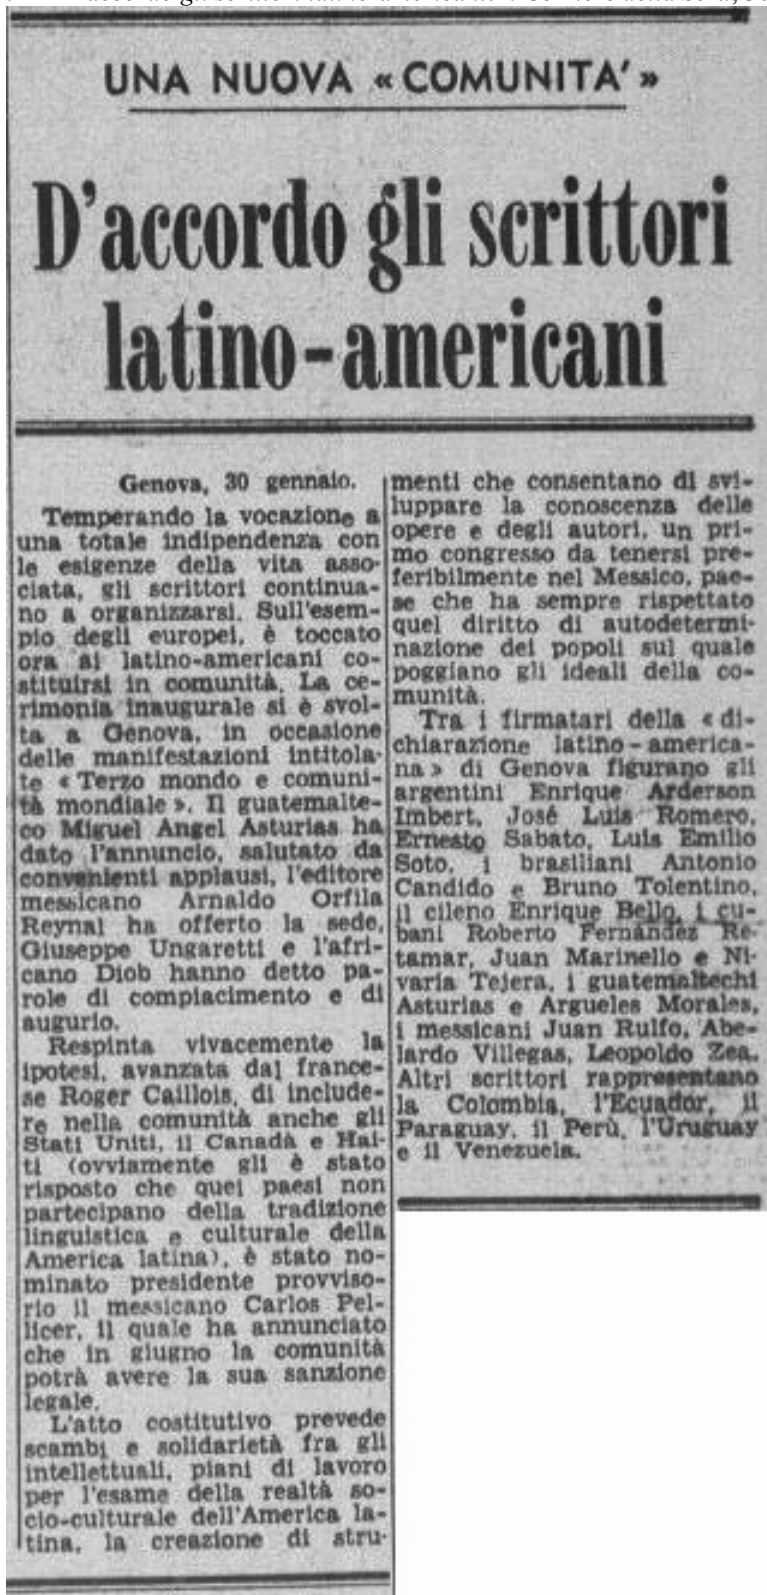 D'accordo gli scrittori latino-americani
UNA NUOVA «COMUNITA'»
D'accordo gli scrittori
latino-americani
Genova, 30 gennaio.
Temperando la vocazione a
una totale indipendenza con
le esigenze della vita asso-
ciata, gli scrittori continua-
no a organizzarsi. Sull'esem-
pio degli europei, è toccato
ora ai latino-americani co-
stituirsi in comunità. La ce-
rimonia inaugurale si è svol-
ta a Genova, in occasione
delle manifestazioni intitola-
te «Terzo mondo e comuni-
tà mondiale». Il guatemalte-
co Miguel Angel Asturias ha
dato l'annuncio, salutato da
convenienti applausi, l'editore
messicano Arnaldo Orfila
Reynal ha offerto la sede,
Giuseppe Ungaretti e l'afri-
cano Diob hanno detto pa-
role di compiacimento e di
augurio.
Respinta vivacemente la
ipotesi, avanzata dal france-
se Roger Caillois, di include-
re nella comunità anche gli
Stati Uniti, il Canadà e Hai-
ti (ovviamente gli è stato
risposto che quei paesi non
partecipano della tradizione
linguistica e culturale della
America latina), è stato no-
minato presidente provviso-
rio il messicano Carlos Pel-
licer, il quale ha annunciato
che in giugno la comunità
potrà avere la sua sanzione
legale.
L'atto costitutivo prevede
scambi e solidarietà fra gli
intellettuali, piani di lavoro
per l'esame della realtà so-
cio-culturale dell'America la-
tina, la creazione di stru-
menti che consentano di svi-
luppare la conoscenza delle
opere e degli autori, un pri-
mo congresso da tenersi pre-
feribilmente nel Messico, pae-
se che ha sempre rispettato
quel diritto di autodetermi-
nazione dei popoli sul quale
poggiano gli ideali della co-
munità.
Tra i firmatari della «di-
chiarazione latino-america-
na» di Genova figurano gli
argentini Enrique Arderson
Imbert, José Luis Romero,
Ernesto Sabato, Luis Emilio
Soto, i brasiliani Antonio
Candido e Bruno Tolentino,
il cileno Enrique Bello, i cu-
bani Roberto Fernández Re-
tamar, Juan Marinello e Ni-
varia Tejera, i guatemaltechi
Asturias e Argueles Morales,
i messicani Juan Rulfo, Abe-
lardo Villegas, Leopoldo Zea.
Altri scrittori rappresentano
la Colombia, l'Ecuador, il
Paraguay, il Perù, l'Uruguay
e il Venezuela.